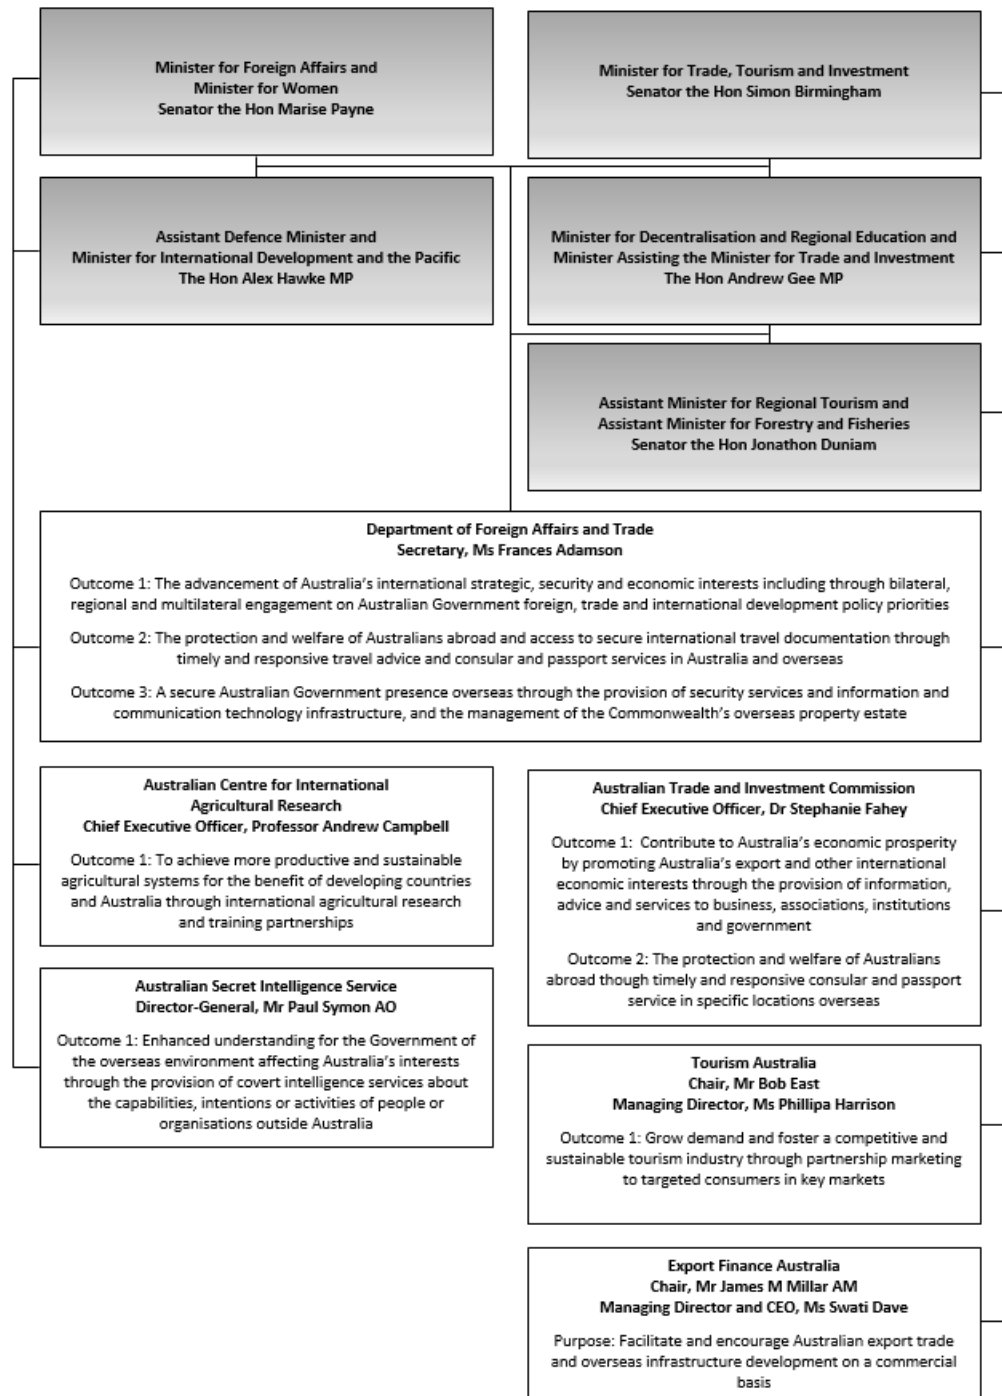 Minister for Foreign Affairs and
Minister for Women
Senator the Hon Marise Payne
Minister for Trade, Tourism and Investment
Senator the Hon Simon Birmingham
Assistant Defence Minister and
Minister for International Development and the Pacific
The Hon Alex Hawke MP
Minister for Decentralisation and Regional Education and
Minister Assisting the Minister for Trade and Investment
The Hon Andrew Gee MP
Assistant Minister for Regional Tourism and
Assistant Minister for Forestry and Fisheries
Senator the Hon Jonathon Duniam
Department of Foreign Affairs and Trade
Secretary, Ms Frances Adamson
Outcome 1: The advancement of Australia's international strategic, security and economic interests including through bilateral,
regional and multilateral engagement on Australian Government foreign, trade and international development policy priorities
Outcome 2: The protection and welfare of Australians abroad and access to secure international travel documentation through
timely and responsive travel advice and consular and passport services in Australia and overseas
Outcome 3: A secure Australian Government presence overseas through the provision of security services and information and
communication technology infrastructure, and the management of the Commonwealth's overseas property estate
Australian Centre for International
Agricultural Research
Chief Executive Officer, Professor Andrew Campbell
Outcome 1: To achieve more productive and sustainable
agricultural systems for the benefit of developing countries
and Australia through international agricultural research
and training partnerships
Australian Secret Intelligence Service
Director-General, Mr Paul Symon AO
Outcome 1: Enhanced understanding for the Government of
the overseas environment affecting Australia's interests
through the provision of covert intelligence services about
the capabilities, intentions or activities of people or
organisations outside Australia
Australian Trade and Investment Commission
Chief Executive Officer, Dr Stephanie Fahey
Outcome 1: Contribute to Australia's economic prosperity
by promoting Australia's export and other international
economic interests through the provision of information,
advice and services to business, associations, institutions
and government
Outcome 2: The protection and welfare of Australians
abroad though timely and responsive consular and passport
service in specific locations overseas
Tourism Australia
Chair, Mr Bob East
Managing Director, Ms Phillipa Harrison
Outcome 1: Grow demand and foster a competitive and
sustainable tourism industry through partnership marketing
to targeted consumers in key markets
Export Finance Australia
Chair, Mr James M Millar AM
Managing Director and CEO, Ms Swati Dave
Purpose: Facilitate and encourage Australian export trade
and overseas infrastructure development on a commercial
basis